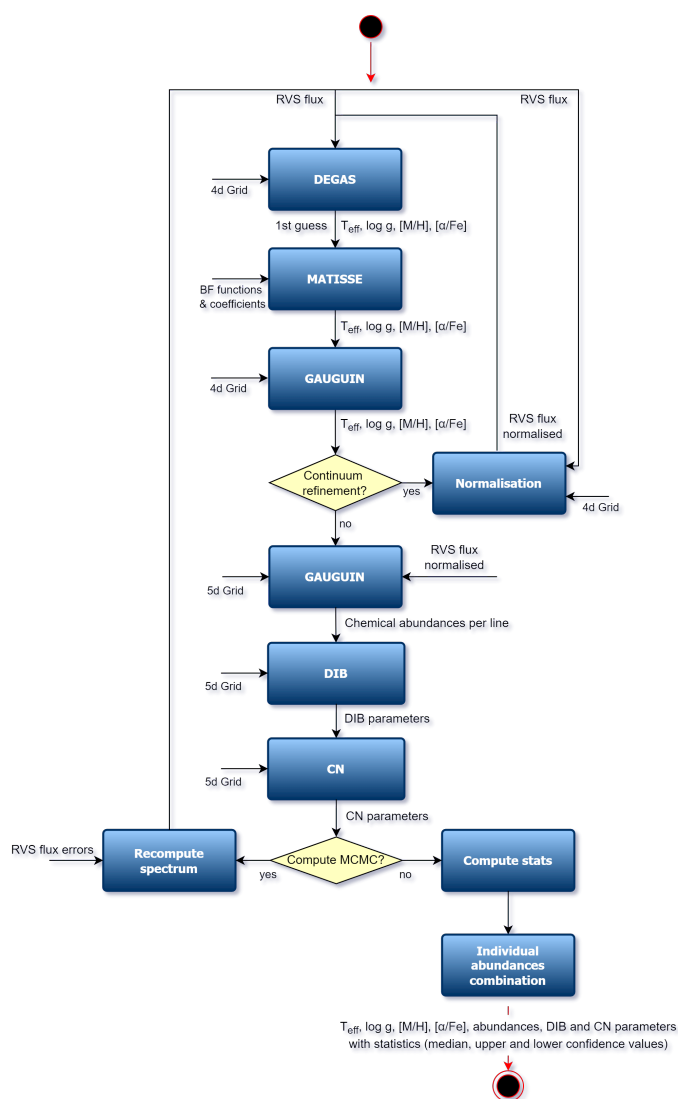 RVS flux
RVS flux
DEGAS
4d Grid
1st guess
Teff, log g, [M/H], [α/Fe]
MATISSE
BF functions
& coefficients
Teff, log g, [M/H], [α/Fe]
GAUGUIN
4d Grid
Teff, log g, [M/H], [α/Fe]
RVS flux
normalised
Continuum
refinement?
yes
Normalisation
4d Grid
no
RVS flux
normalised
GAUGUIN
5d Grid
Chemical abundances per line
DIB
5d Grid
DIB parameters
CN
5d Grid
CN parameters
RVS flux errors
Recompute
spectrum
yes
Compute MCMC?
no
Compute stats
Individual
abundances
combination
Teff, log g, [M/H], [α/Fe], abundances, DIB and CN parameters
with statistics (median, upper and lower confidence values)